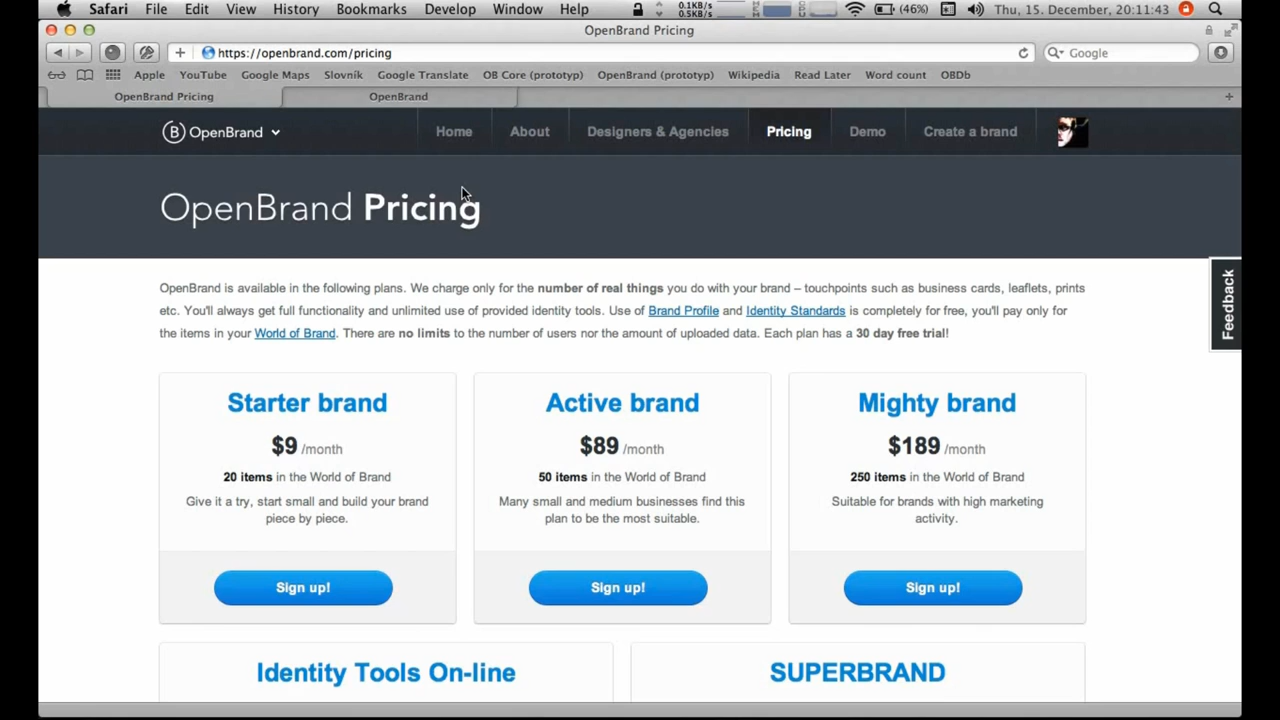 Safari File Edit View History Bookmarks Develop Window Help 0.1KB/s 0.5KB/s (46%) Thu, 15. December, 20:11:43
OpenBrand Pricing
https://openbrand.com/pricing Google
Apple YouTube Google Maps Slovnik Google Translate OB Core (prototyp) OpenBrand (prototyp) Wikipedia Read Later Word count OBDb
OpenBrand Pricing OpenBrand
B OpenBrand Home About Designers & Agencies Pricing Demo Create a brand
OpenBrand Pricing
Feedback
OpenBrand is available in the following plans. We charge only for the number of real things you do with your brand – touchpoints such as business cards, leaflets, prints
etc. You'll always get full functionality and unlimited use of provided identity tools. Use of Brand Profile and Identity Standards is completely for free, you'll pay only for
the items in your World of Brand. There are no limits to the number of users nor the amount of uploaded data. Each plan has a 30 day free trial!
Starter brand
$9 /month
20 items in the World of Brand
Give it a try, start small and build your brand
piece by piece.
Sign up!
Active brand
$89 /month
50 items in the World of Brand
Many small and medium businesses find this
plan to be the most suitable.
Sign up!
Mighty brand
$189 /month
250 items in the World of Brand
Suitable for brands with high marketing
activity.
Sign up!
Identity Tools On-line
SUPERBRAND